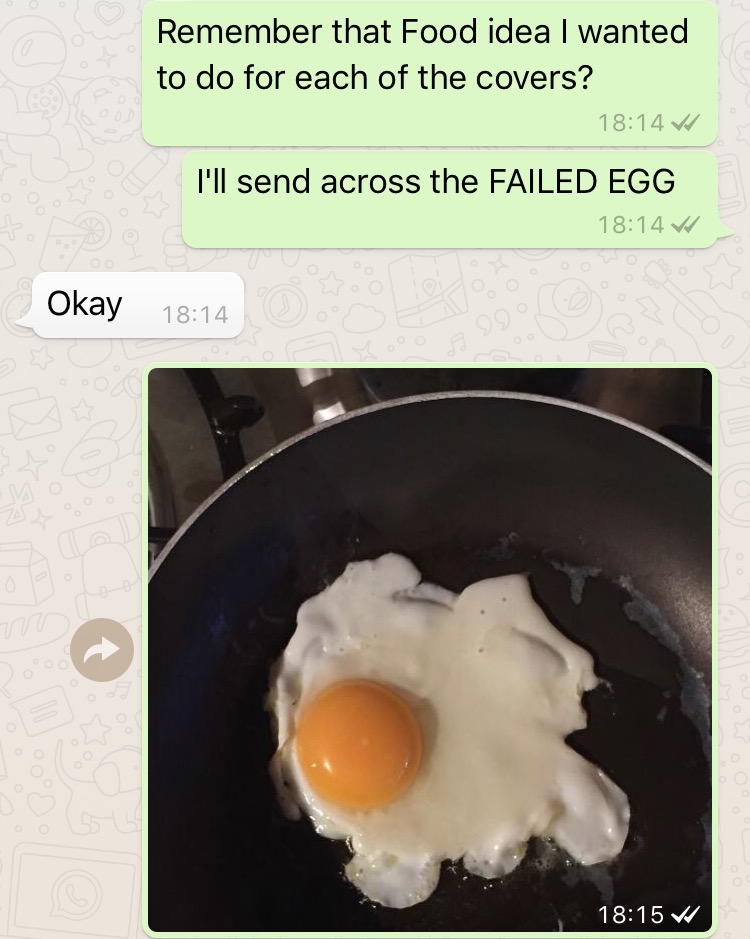 Remember that Food idea I wanted
to do for each of the covers?
18:14
I'll send across the FAILED EGG
18:14
Okay 18:14
18:15